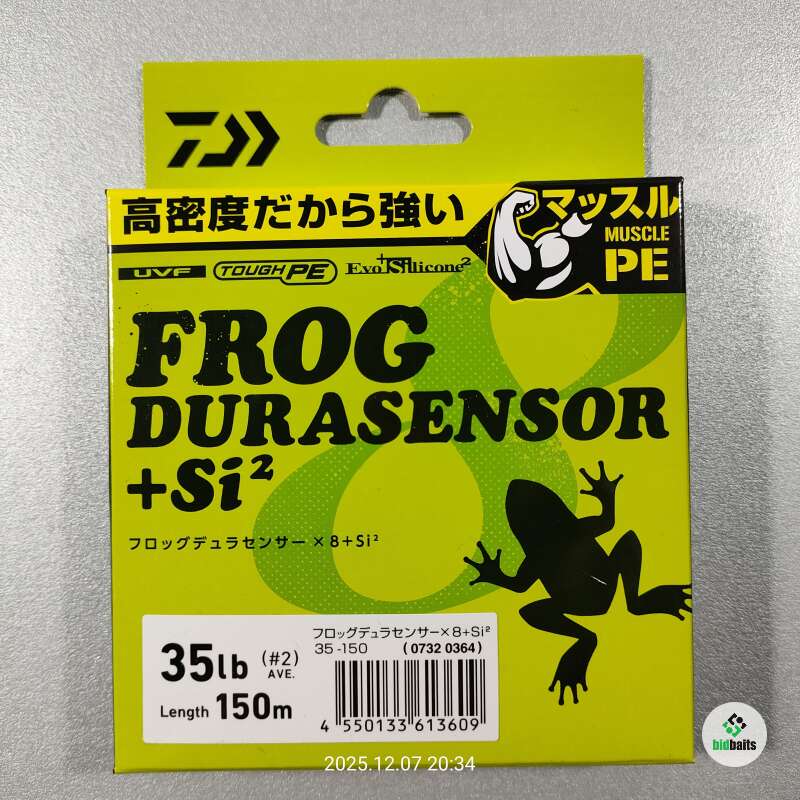 高密度だから強い
マッスル
MUSCLE
PE
UVF
TOUGH PE
Evo+Silicone²
FROG
DURASENSOR
+Si²
8
フロッグデュラセンサー×8+Si²
35lb (#2) AVE.
Length 150m
フロッグデュラセンサー×8+Si²
35-150 (0732 0364)
4 550133 613609
2025.12.07 20:34
bidbaits